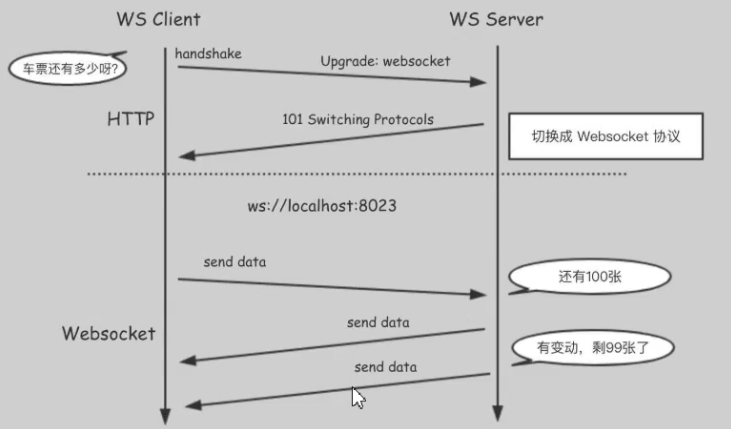 WS Client
WS Server
车票还有多少呀?
handshake
Upgrade: websocket
HTTP
101 Switching Protocols
切换成 Websocket 协议
ws://localhost:8023
send data
还有100张
Websocket
send data
有变动，剩99张了
send data